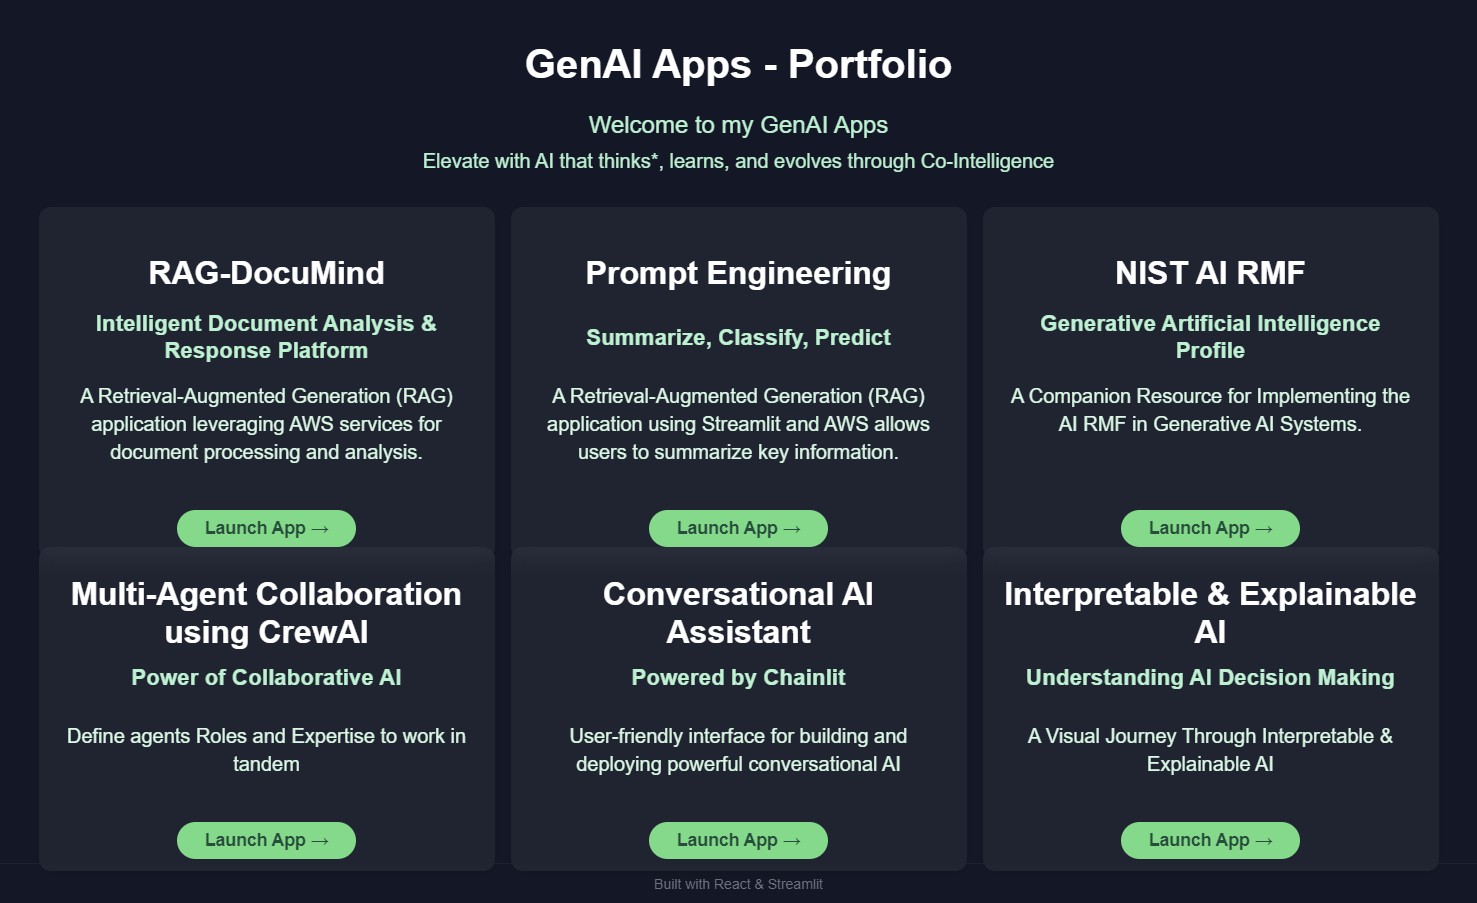 GenAI Apps - Portfolio
Welcome to my GenAI Apps
Elevate with AI that thinks*, learns, and evolves through Co-Intelligence
RAG-DocuMind
Intelligent Document Analysis &
Response Platform
A Retrieval-Augmented Generation (RAG)
application leveraging AWS services for
document processing and analysis.
Launch App →
Prompt Engineering
Summarize, Classify, Predict
A Retrieval-Augmented Generation (RAG)
application using Streamlit and AWS allows
users to summarize key information.
Launch App →
NIST AI RMF
Generative Artificial Intelligence
Profile
A Companion Resource for Implementing the
AI RMF in Generative AI Systems.
Launch App →
Multi-Agent Collaboration
using CrewAI
Power of Collaborative AI
Define agents Roles and Expertise to work in
tandem
Launch App →
Conversational AI
Assistant
Powered by Chainlit
User-friendly interface for building and
deploying powerful conversational AI
Launch App →
Interpretable & Explainable
AI
Understanding AI Decision Making
A Visual Journey Through Interpretable &
Explainable AI
Launch App →
Built with React & Streamlit